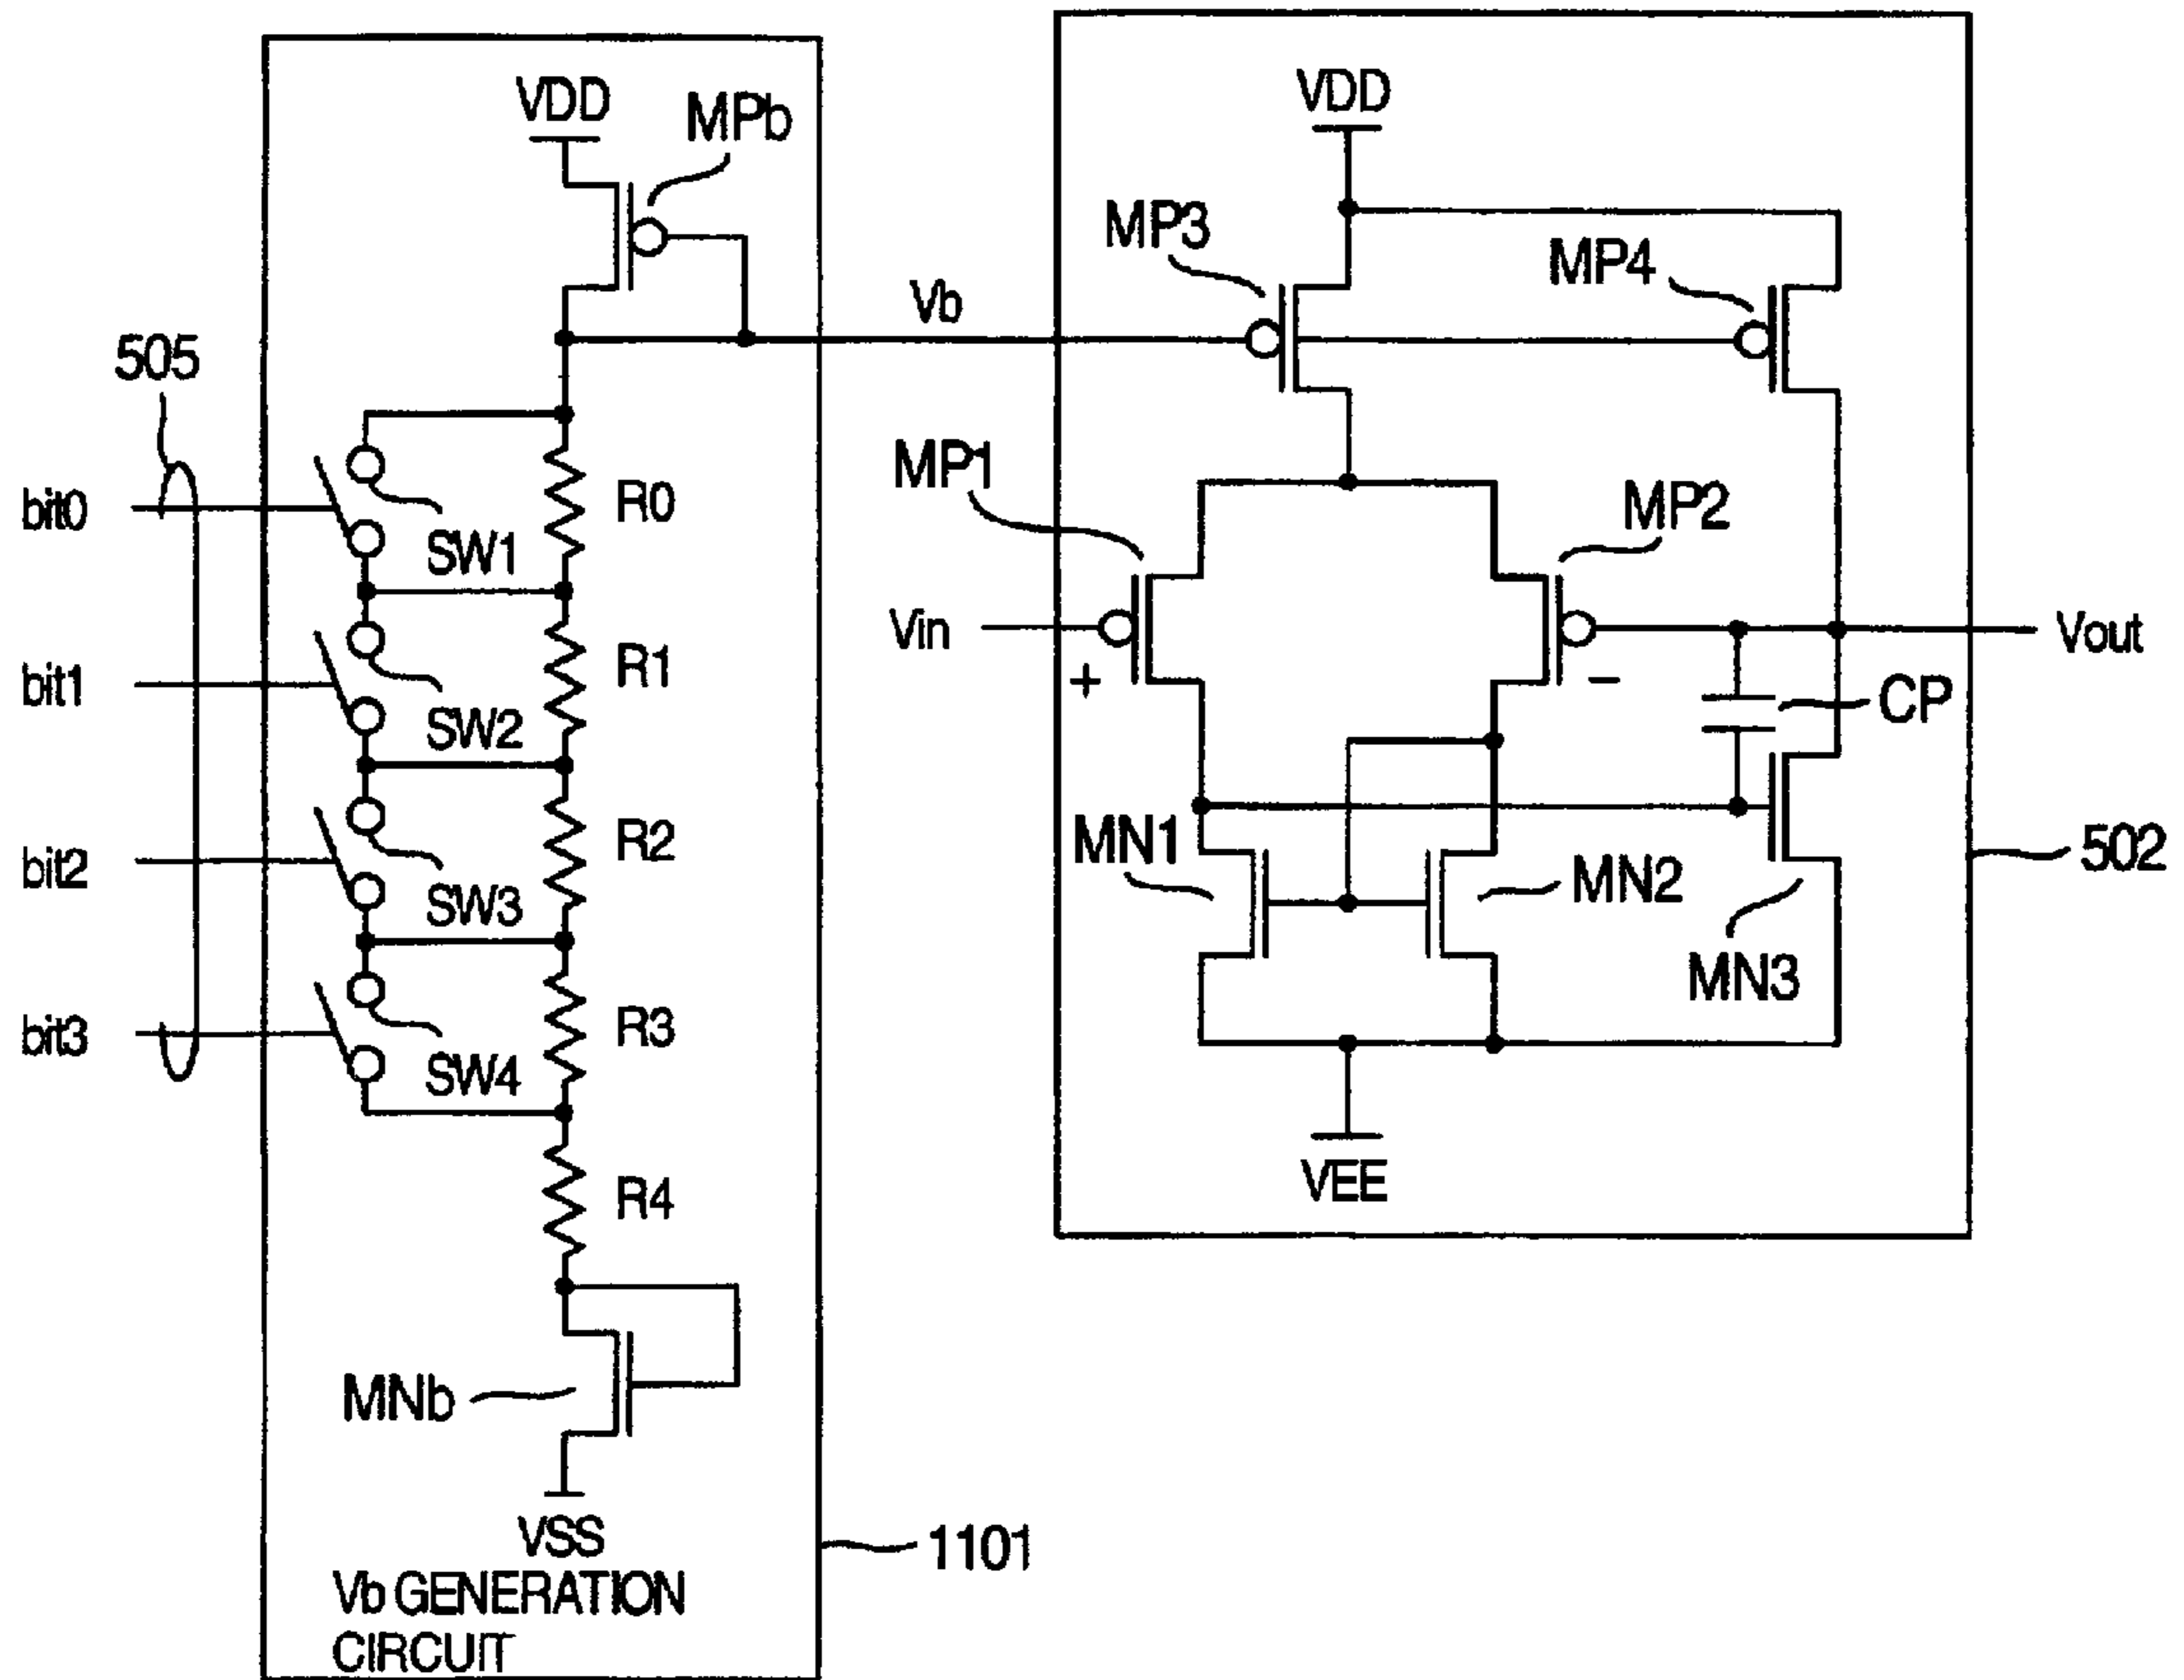 VDD
MPb
505
bit0
SW1
R0
bit1
SW2
R1
bit2
SW3
R2
bit3
SW4
R3
R4
MNb
VSS
Vb GENERATION
CIRCUIT
1101
Vb
VDD
MP3
MP4
MP1
MP2
Vin
+
−
Vout
CP
MN1
MN2
MN3
502
VEE